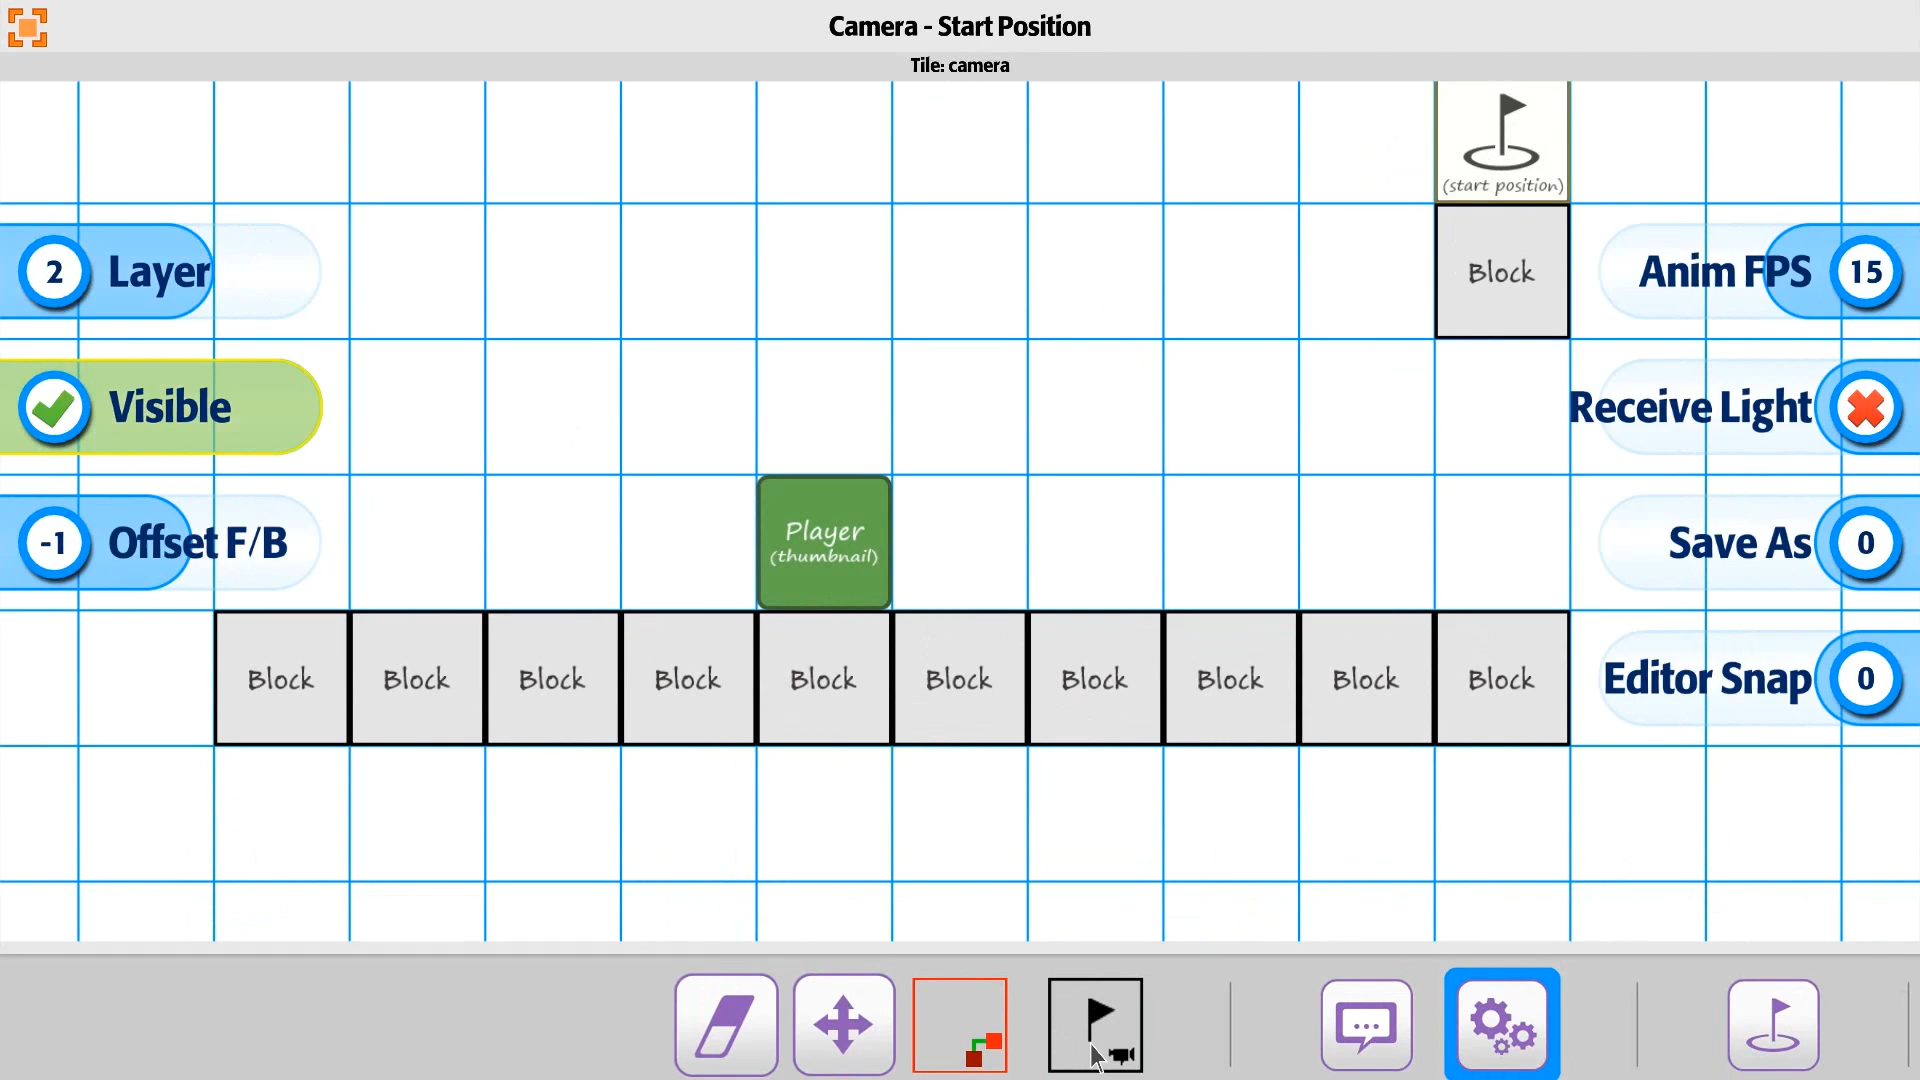 Camera - Start Position
Tile: camera
(start position)
2 Layer
Block
Anim FPS 15
Visible
Receive Light
-1 Offset F/B
Player
(thumbnail)
Save As 0
Block Block Block Block Block Block Block Block Block Block
Editor Snap 0